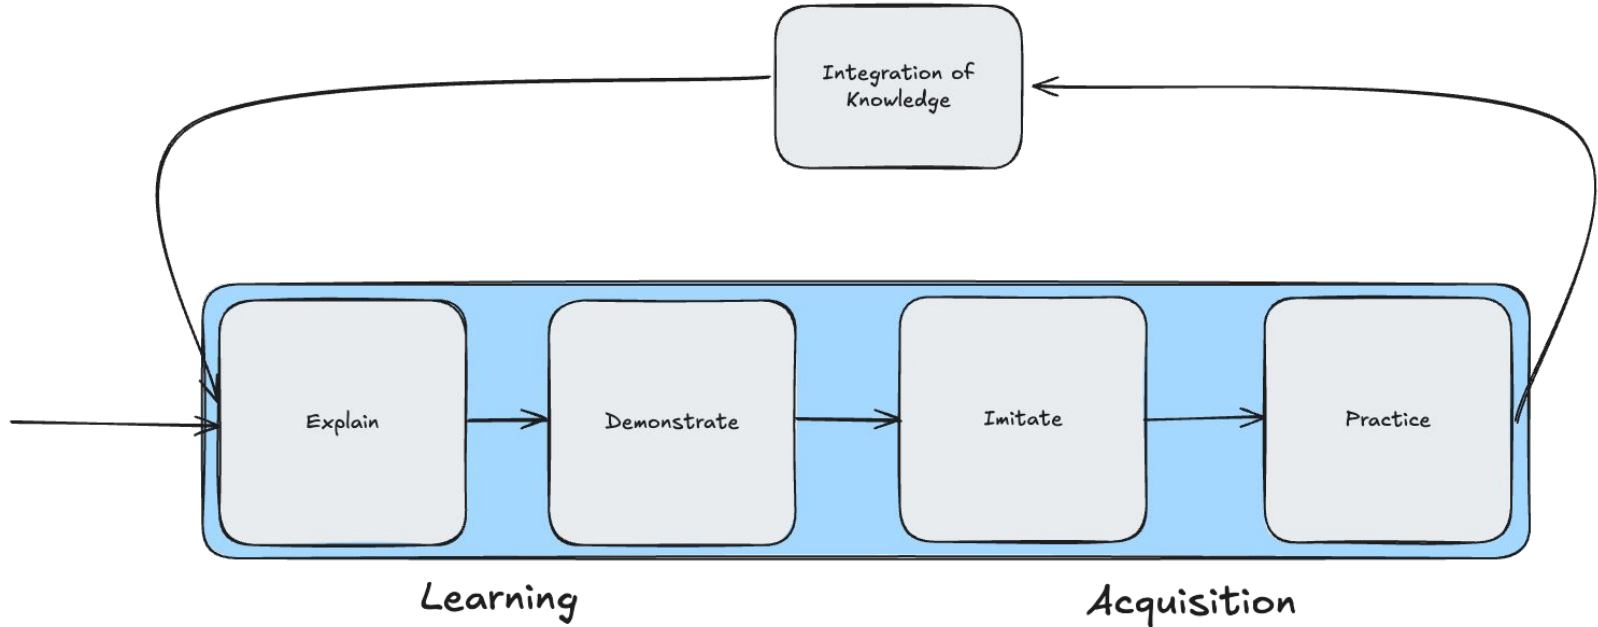 Integration of
Knowledge
Explain
Demonstrate
Imitate
Practice
Learning
Acquisition